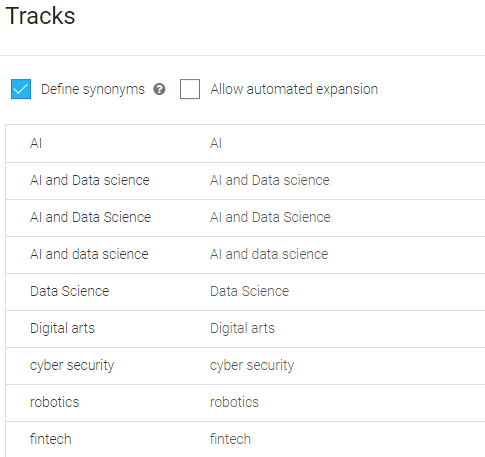 Tracks
Define synonyms ? Allow automated expansion
AI AI
AI and Data science AI and Data science
AI and Data Science AI and Data Science
AI and data science AI and data science
Data Science Data Science
Digital arts Digital arts
cyber security cyber security
robotics robotics
fintech fintech